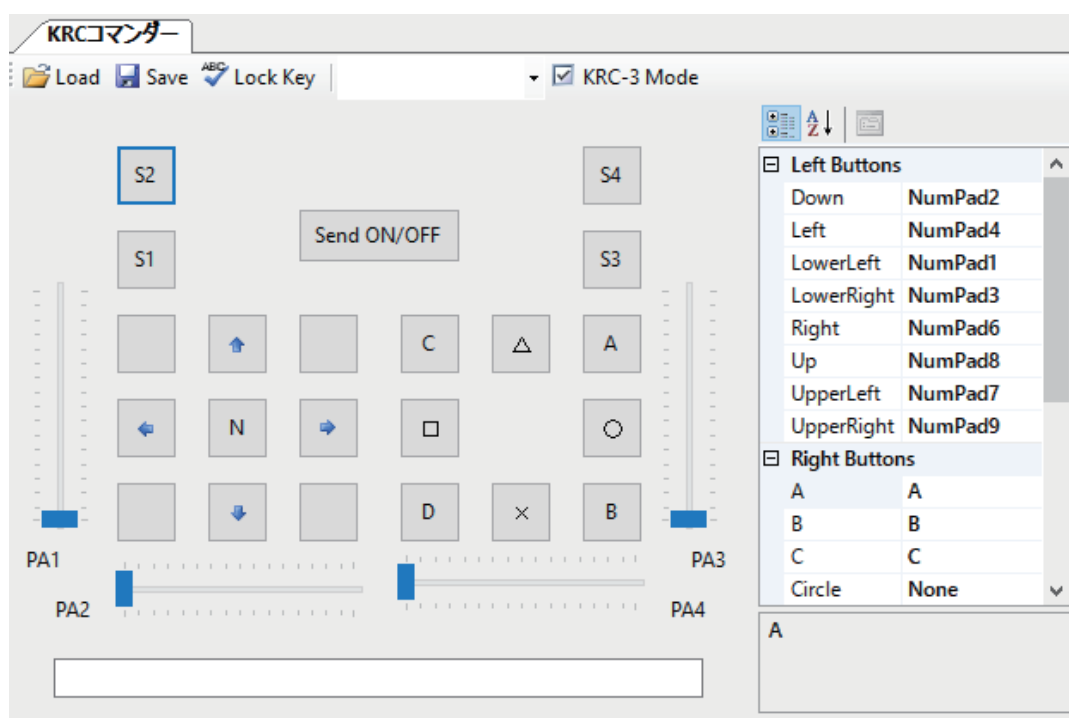 KRCコマンダー
Load Save Lock Key KRC-3 Mode
S2 S4
Send ON/OFF
S1 S3
C △ A
N □ ○
D × B
PA1 PA3
PA2 PA4
Left Buttons
Down NumPad2
Left NumPad4
LowerLeft NumPad1
LowerRight NumPad3
Right NumPad6
Up NumPad8
UpperLeft NumPad7
UpperRight NumPad9
Right Buttons
A A
B B
C C
Circle None
A